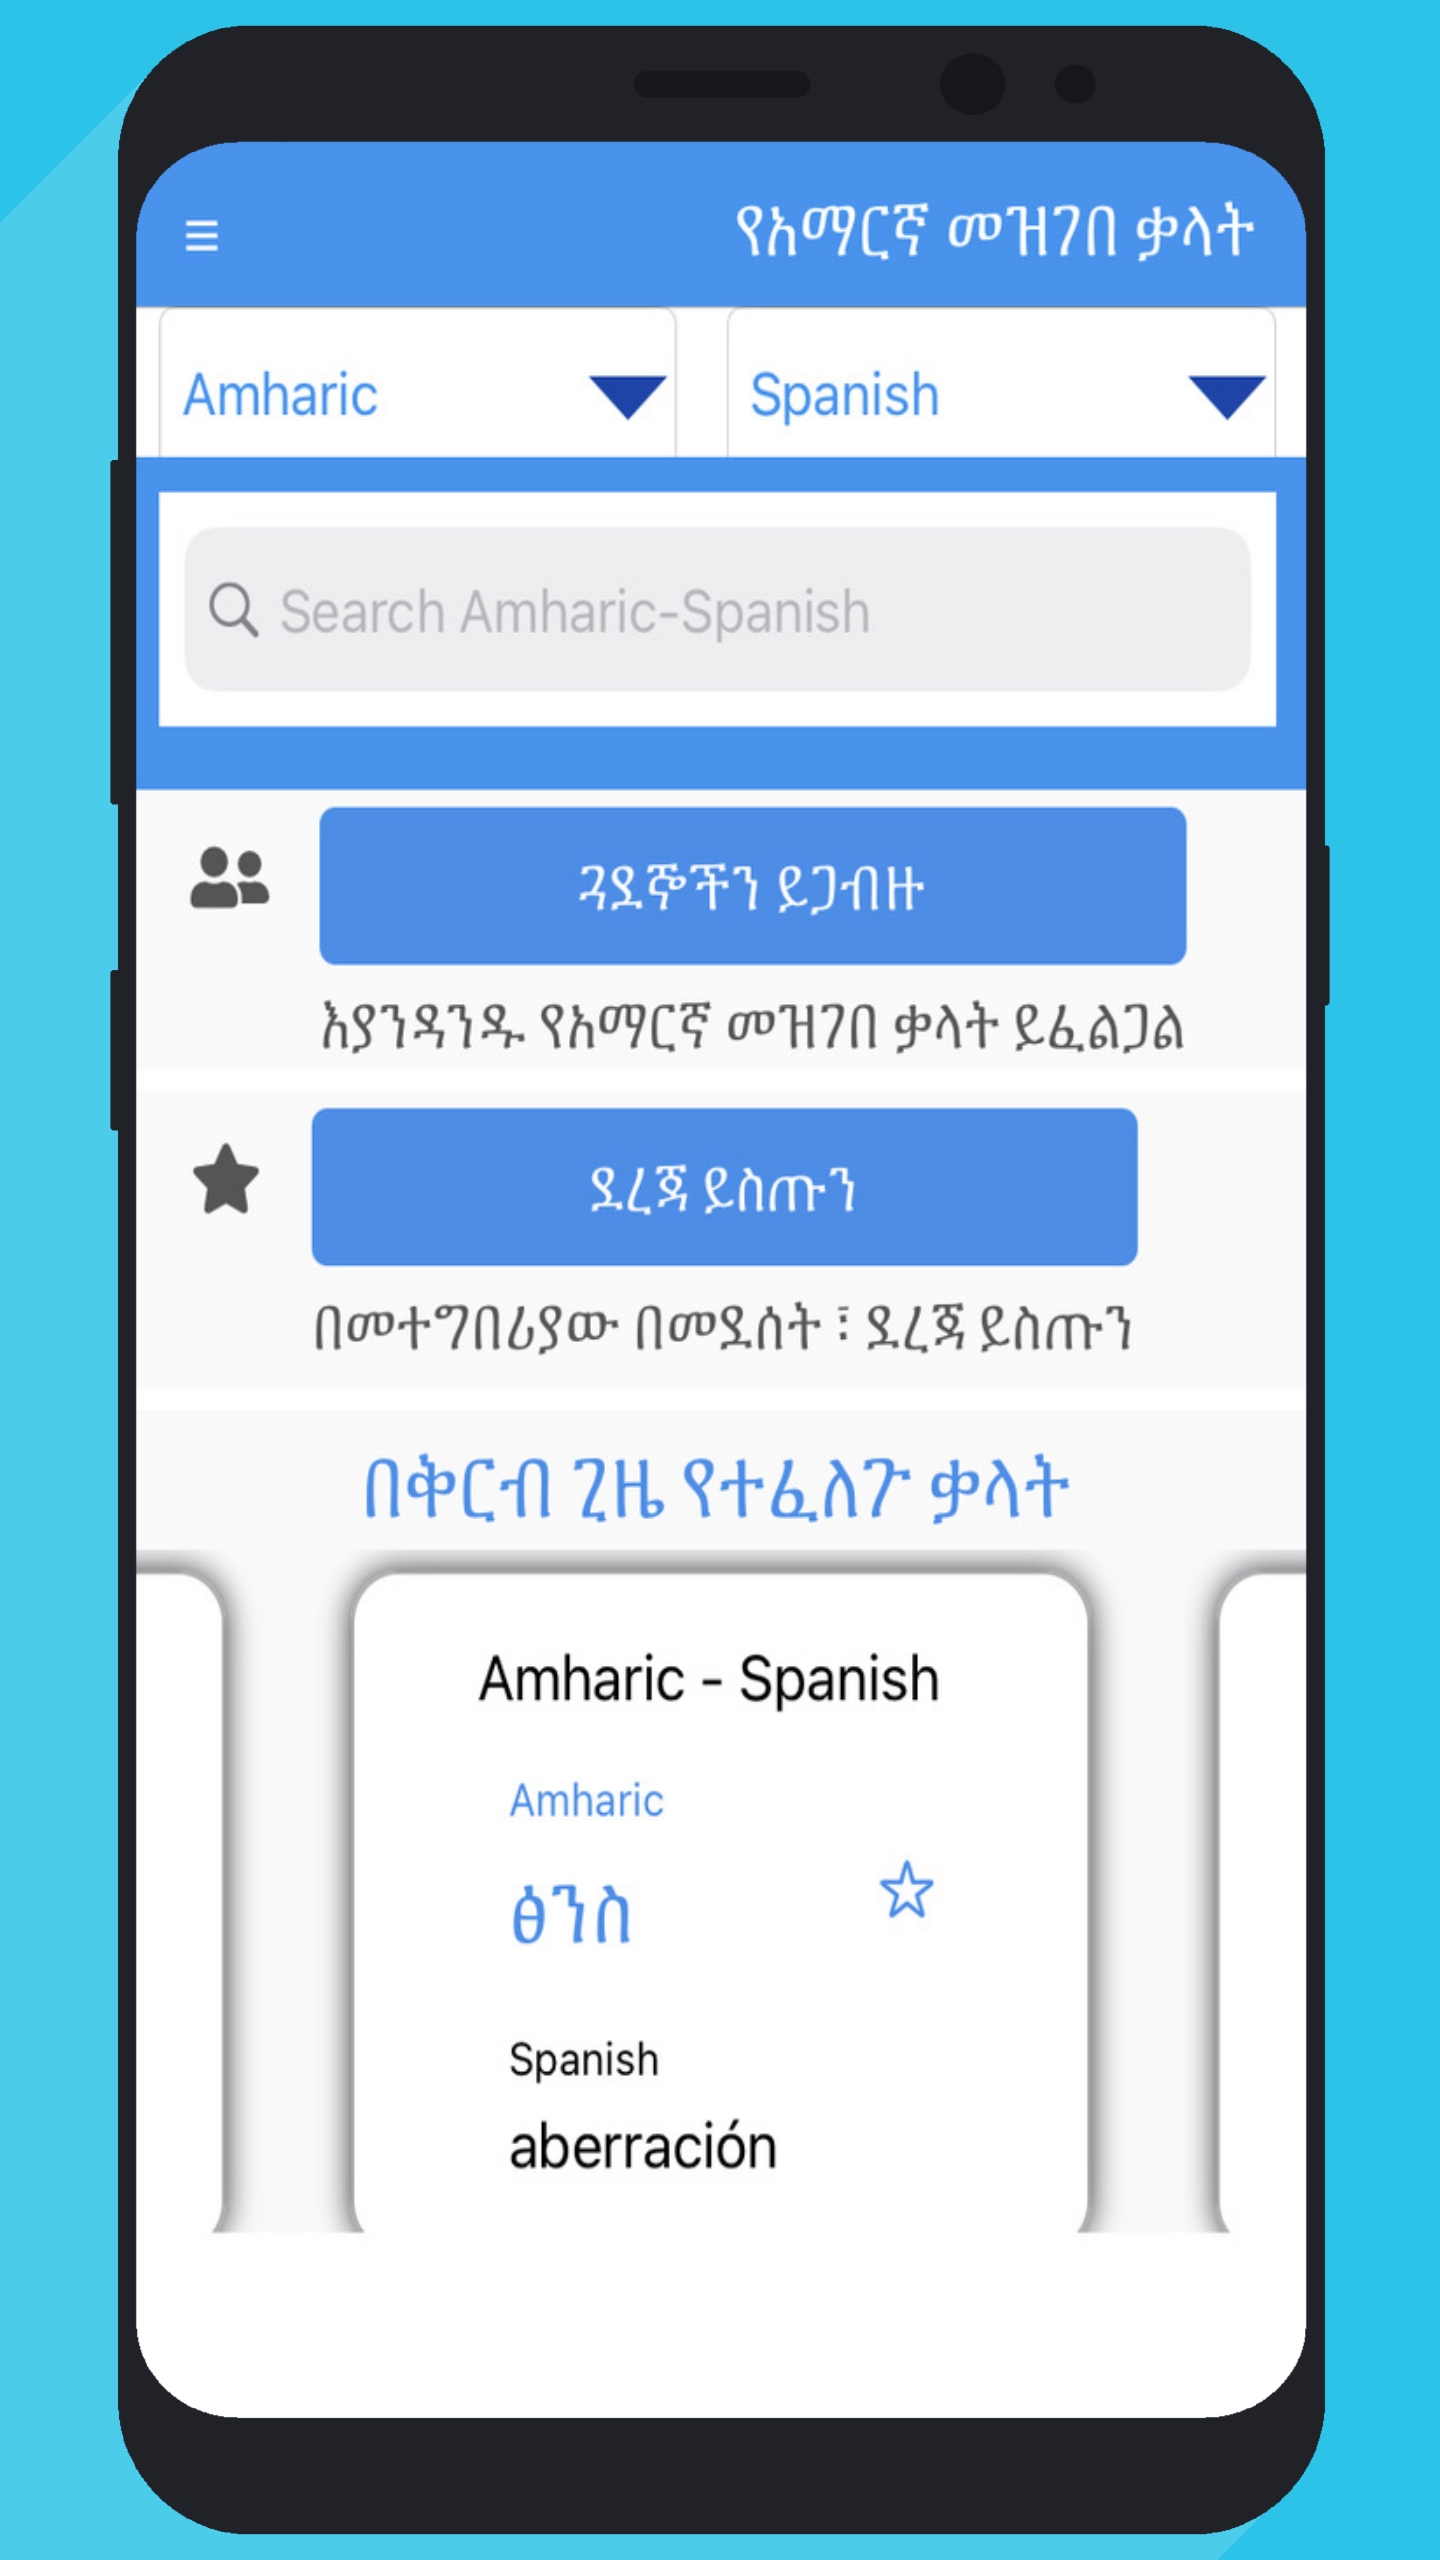 የአማርኛ መዝገበ ቃላት
Amharic
Spanish
Search Amharic-Spanish
ጓደኞችን ይጋብዙ
እያንዳንዱ የአማርኛ መዝገበ ቃላት ይፈልጋል
ደረጃ ይስጡን
በመተግበሪያው በመደሰት ፣ ደረጃ ይስጡን
በቅርብ ጊዜ የተፈለጉ ቃላት
Amharic - Spanish
Amharic
ፅንስ
Spanish
aberración